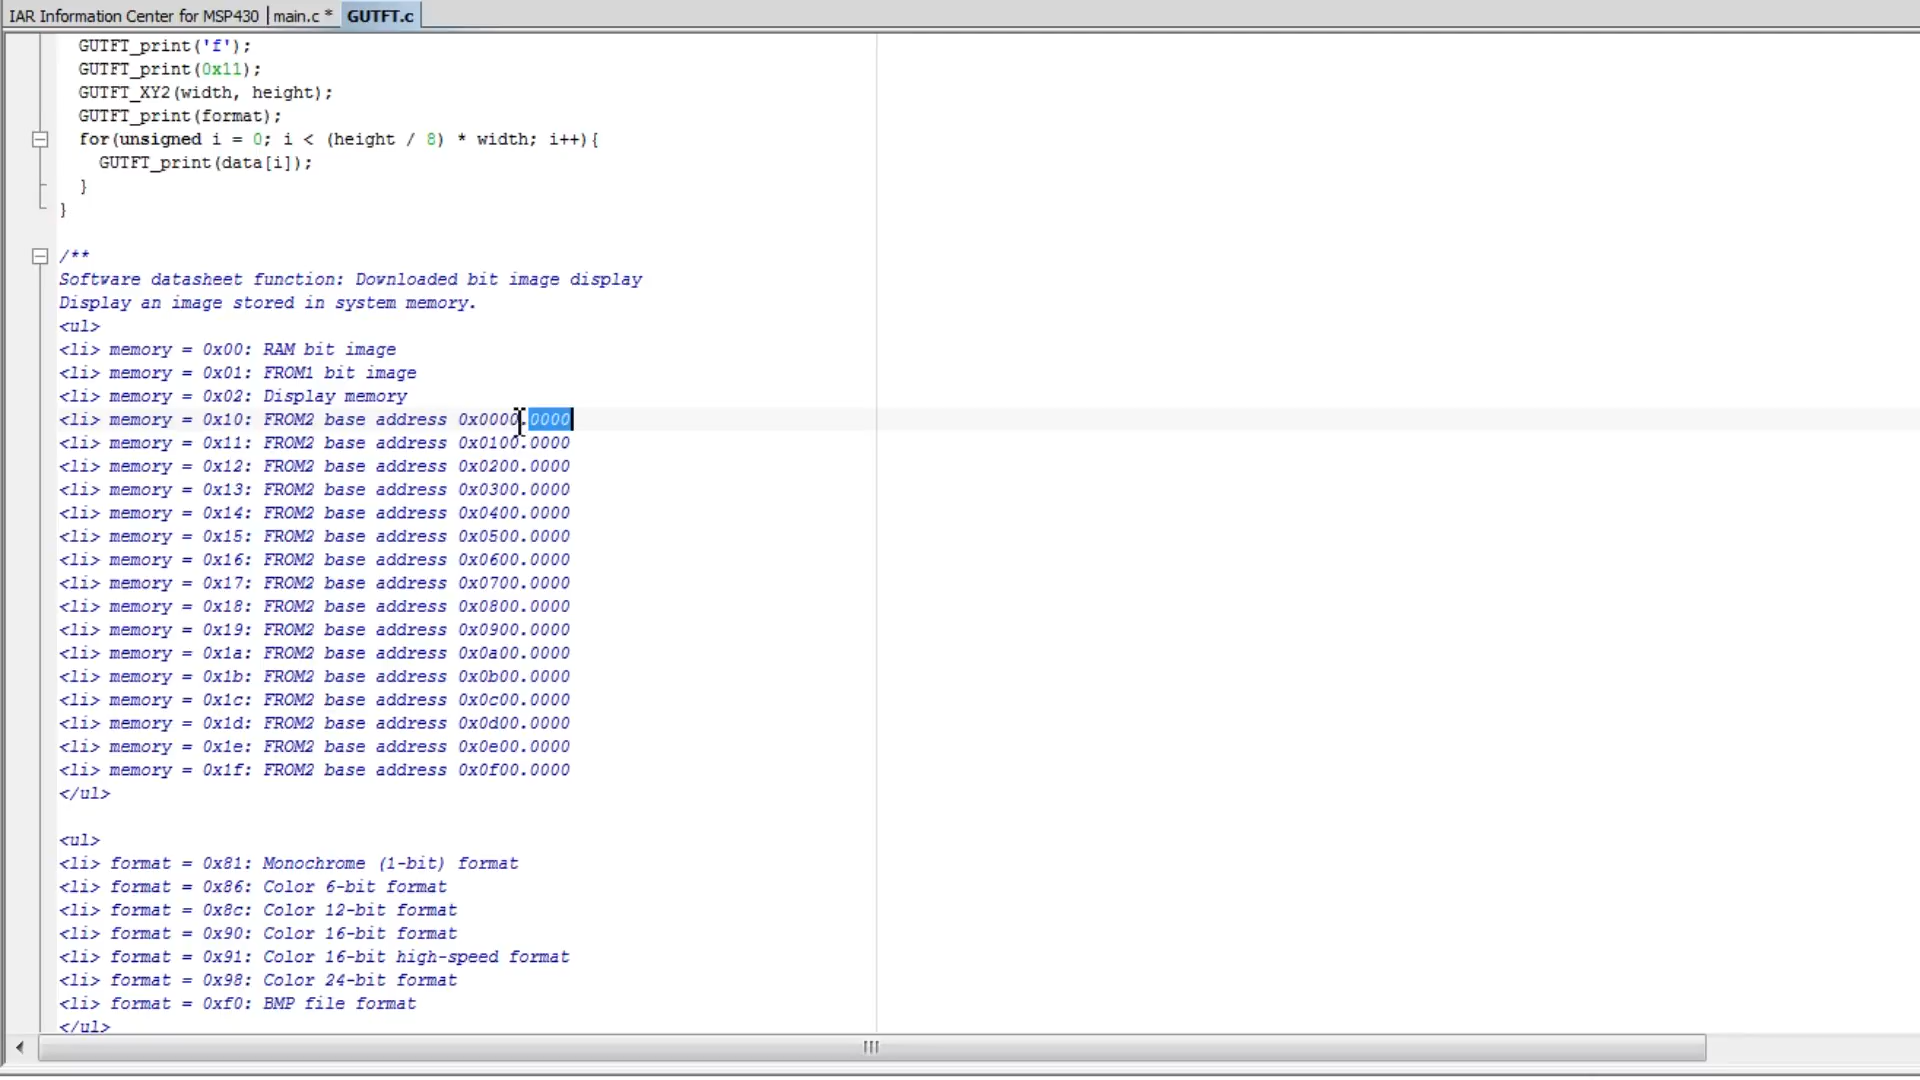 IAR Information Center for MSP430 main.c * GUTFT.c
GUTFT_print('f');
GUTFT_print(0x11);
GUTFT_XY2(width, height);
GUTFT_print(format);
for(unsigned i = 0; i < (height / 8) * width; i++){
GUTFT_print(data[i]);
}
}
/**
Software datasheet function: Downloaded bit image display
Display an image stored in system memory.
<ul>
<li> memory = 0x00: RAM bit image
<li> memory = 0x01: FROM1 bit image
<li> memory = 0x02: Display memory
<li> memory = 0x10: FROM2 base address 0x0000.0000
<li> memory = 0x11: FROM2 base address 0x0100.0000
<li> memory = 0x12: FROM2 base address 0x0200.0000
<li> memory = 0x13: FROM2 base address 0x0300.0000
<li> memory = 0x14: FROM2 base address 0x0400.0000
<li> memory = 0x15: FROM2 base address 0x0500.0000
<li> memory = 0x16: FROM2 base address 0x0600.0000
<li> memory = 0x17: FROM2 base address 0x0700.0000
<li> memory = 0x18: FROM2 base address 0x0800.0000
<li> memory = 0x19: FROM2 base address 0x0900.0000
<li> memory = 0x1a: FROM2 base address 0x0a00.0000
<li> memory = 0x1b: FROM2 base address 0x0b00.0000
<li> memory = 0x1c: FROM2 base address 0x0c00.0000
<li> memory = 0x1d: FROM2 base address 0x0d00.0000
<li> memory = 0x1e: FROM2 base address 0x0e00.0000
<li> memory = 0x1f: FROM2 base address 0x0f00.0000
</ul>
<ul>
<li> format = 0x81: Monochrome (1-bit) format
<li> format = 0x86: Color 6-bit format
<li> format = 0x8c: Color 12-bit format
<li> format = 0x90: Color 16-bit format
<li> format = 0x91: Color 16-bit high-speed format
<li> format = 0x98: Color 24-bit format
<li> format = 0xf0: BMP file format
</ul>